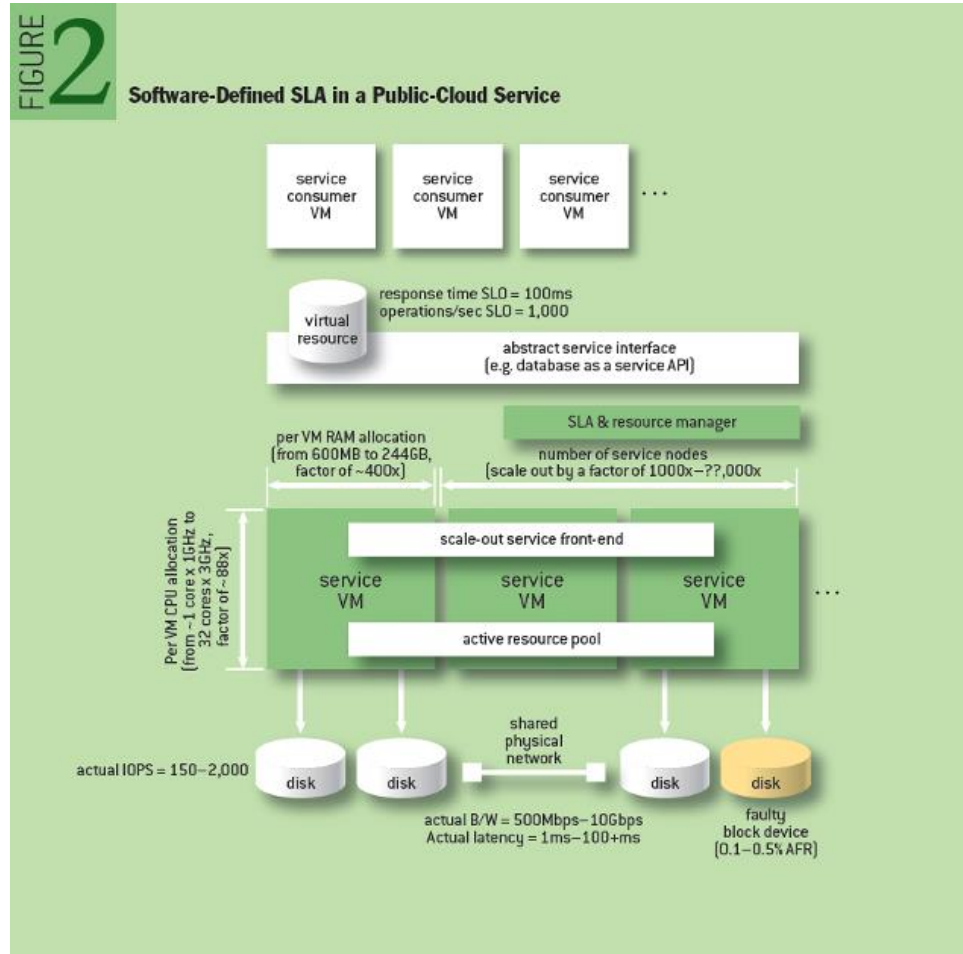 FIGURE
2
Software-Defined SLA in a Public-Cloud Service
service
consumer
VM
service
consumer
VM
service
consumer
VM
...
virtual
resource
response time SLO = 100ms
operations/sec SLO = 1,000
abstract service interface
(e.g. database as a service API)
SLA & resource manager
per VM RAM allocation
(from 600MB to 244GB,
factor of ~400x)
number of service nodes
(scale out by a factor of 1000x–??,000x
Per VM CPU allocation
(from ~1 core x 1GHz to
32 cores x 3GHz,
factor of ~88x)
scale-out service front-end
service
VM
service
VM
service
VM
...
active resource pool
actual IOPS = 150–2,000
disk
disk
shared
physical
network
disk
disk
actual B/W = 500Mbps–10Gbps
Actual latency = 1ms–100+ms
faulty
block device
(0.1–0.5% AFR)